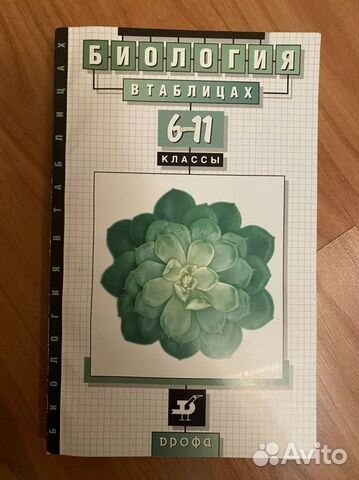 БИОЛОГИЯ
В ТАБЛИЦАХ
6-11
КЛАССЫ
БИОЛОГИЯ В ТАБЛИЦАХ
дрофа
Avito